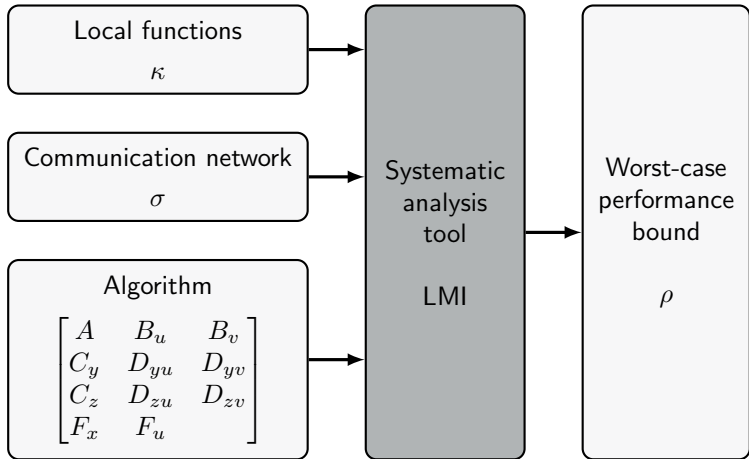 Local functions
κ
Communication network
σ
Algorithm
[A B_u B_v
C_y D_yu D_yv
C_z D_zu D_zv
F_x F_u]
Systematic
analysis
tool
LMI
Worst-case
performance
bound
ρ